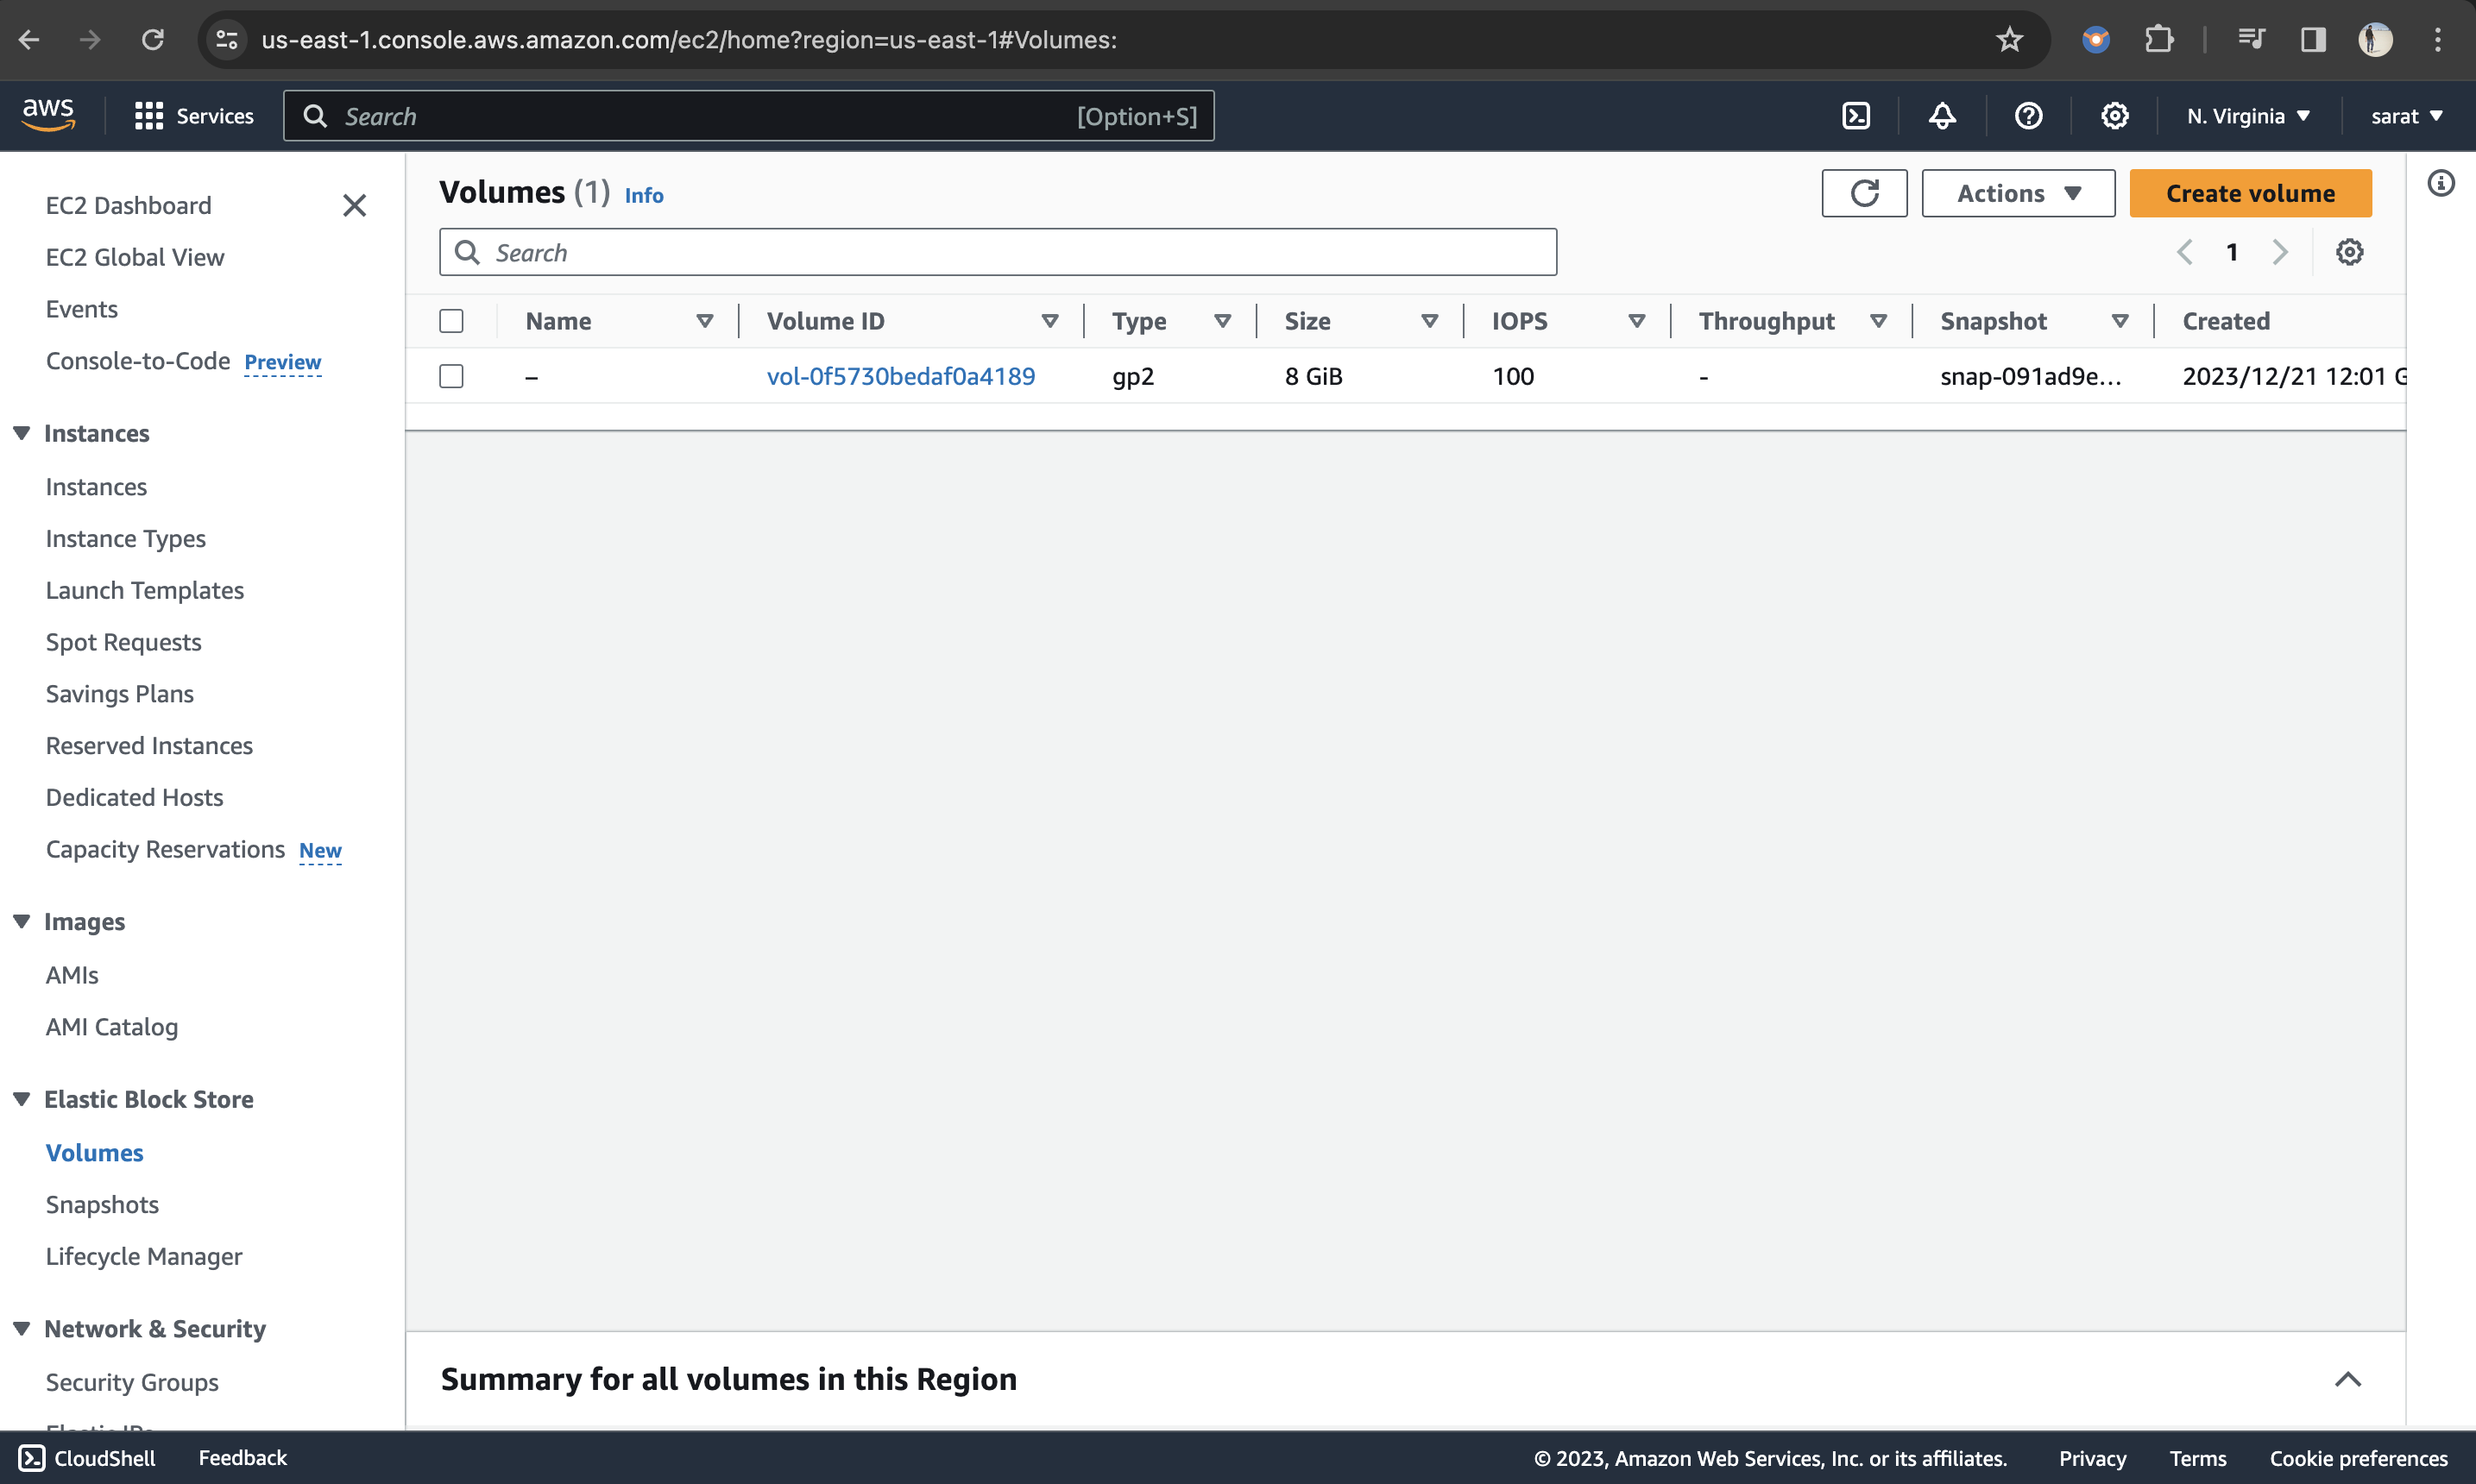 us-east-1.console.aws.amazon.com/ec2/home?region=us-east-1#Volumes:
aws Services Search [Option+S] N. Virginia sarat
EC2 Dashboard
EC2 Global View
Events
Console-to-Code Preview
Instances
Instances
Instance Types
Launch Templates
Spot Requests
Savings Plans
Reserved Instances
Dedicated Hosts
Capacity Reservations New
Images
AMIs
AMI Catalog
Elastic Block Store
Volumes
Snapshots
Lifecycle Manager
Network & Security
Security Groups
Volumes (1) Info
Actions Create volume
Search
1
Name Volume ID Type Size IOPS Throughput Snapshot Created
– vol-0f5730bedaf0a4189 gp2 8 GiB 100 - snap-091ad9e... 2023/12/21 12:01 G
Summary for all volumes in this Region
CloudShell Feedback © 2023, Amazon Web Services, Inc. or its affiliates. Privacy Terms Cookie preferences